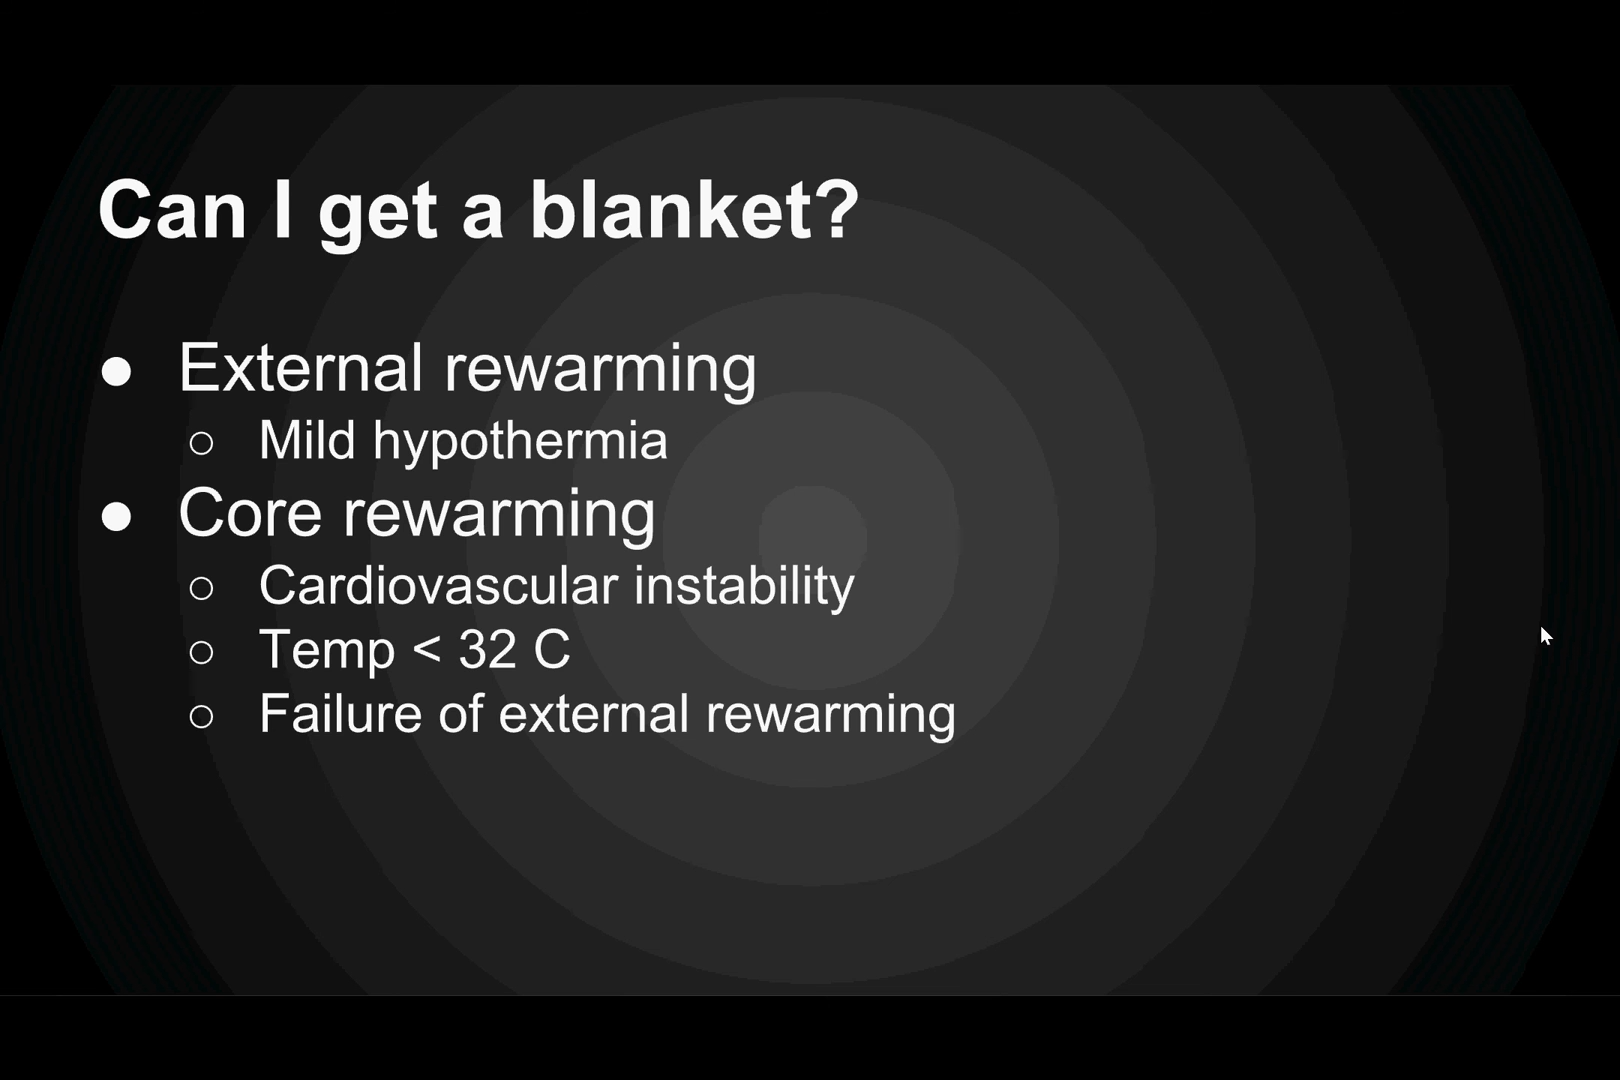 Can I get a blanket?
● External rewarming
○ Mild hypothermia
● Core rewarming
○ Cardiovascular instability
○ Temp < 32 C
○ Failure of external rewarming